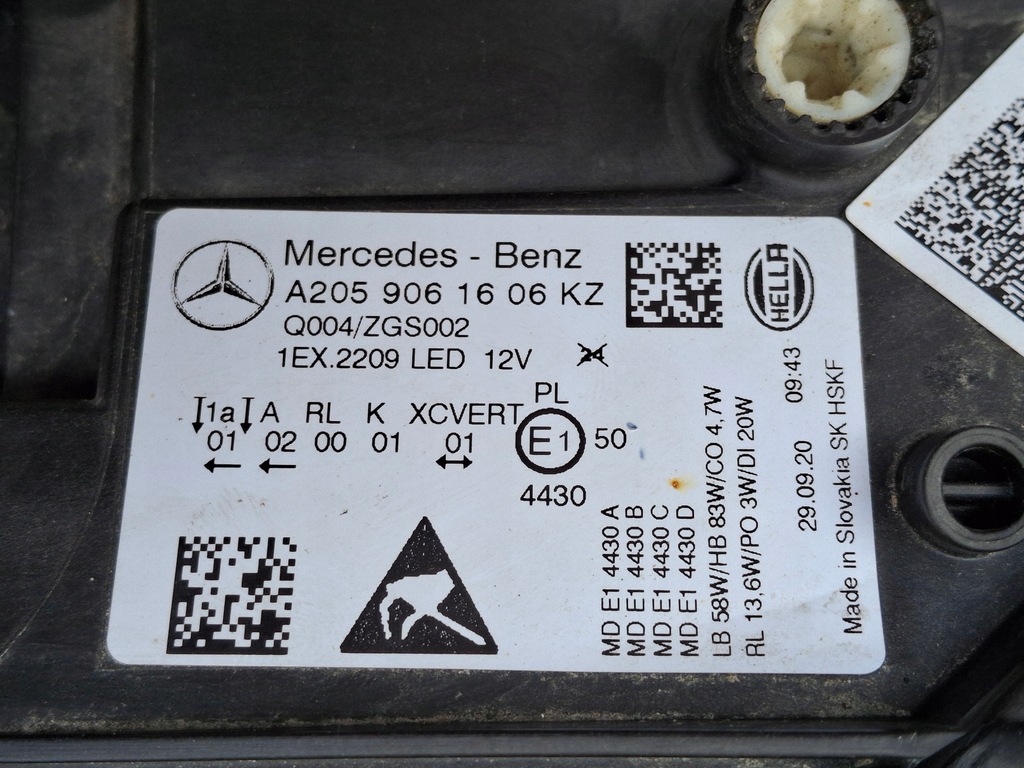 Mercedes - Benz
A205 906 16 06 KZ
Q004/ZGS002
1EX.2209 LED 12V 24
HELLA
1a A RL K XCVERT PL
01 02 00 01 01 E1 50
4430
MD E1 4430 A
MD E1 4430 B
MD E1 4430 C
MD E1 4430 D
LB 58W/HB 83W/CO 4,7W
RL 13,6W/PO 3W/DI 20W
29.09.20 09:43
Made in Slovakia SK HSKF